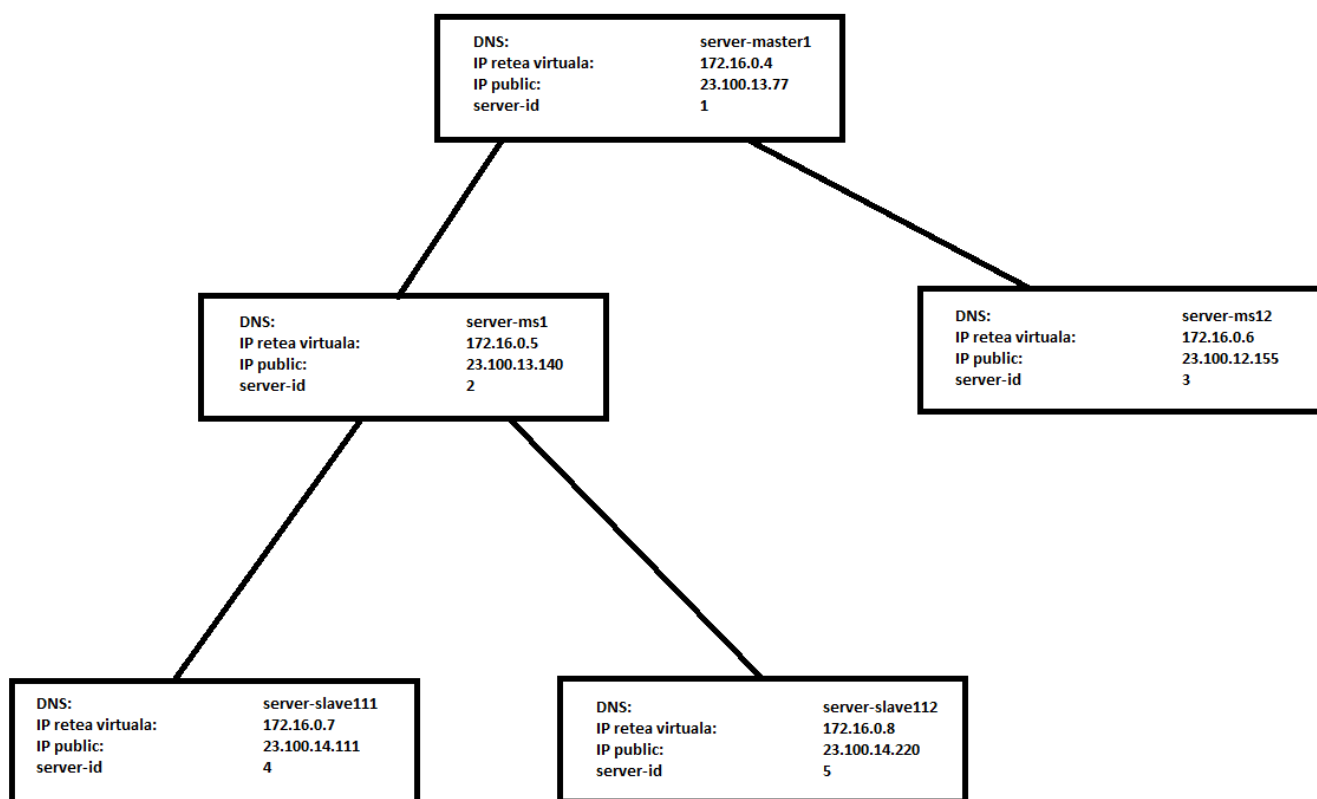 DNS: server-master1
IP retea virtuala: 172.16.0.4
IP public: 23.100.13.77
server-id 1
DNS: server-ms1
IP retea virtuala: 172.16.0.5
IP public: 23.100.13.140
server-id 2
DNS: server-ms12
IP retea virtuala: 172.16.0.6
IP public: 23.100.12.155
server-id 3
DNS: server-slave111
IP retea virtuala: 172.16.0.7
IP public: 23.100.14.111
server-id 4
DNS: server-slave112
IP retea virtuala: 172.16.0.8
IP public: 23.100.14.220
server-id 5